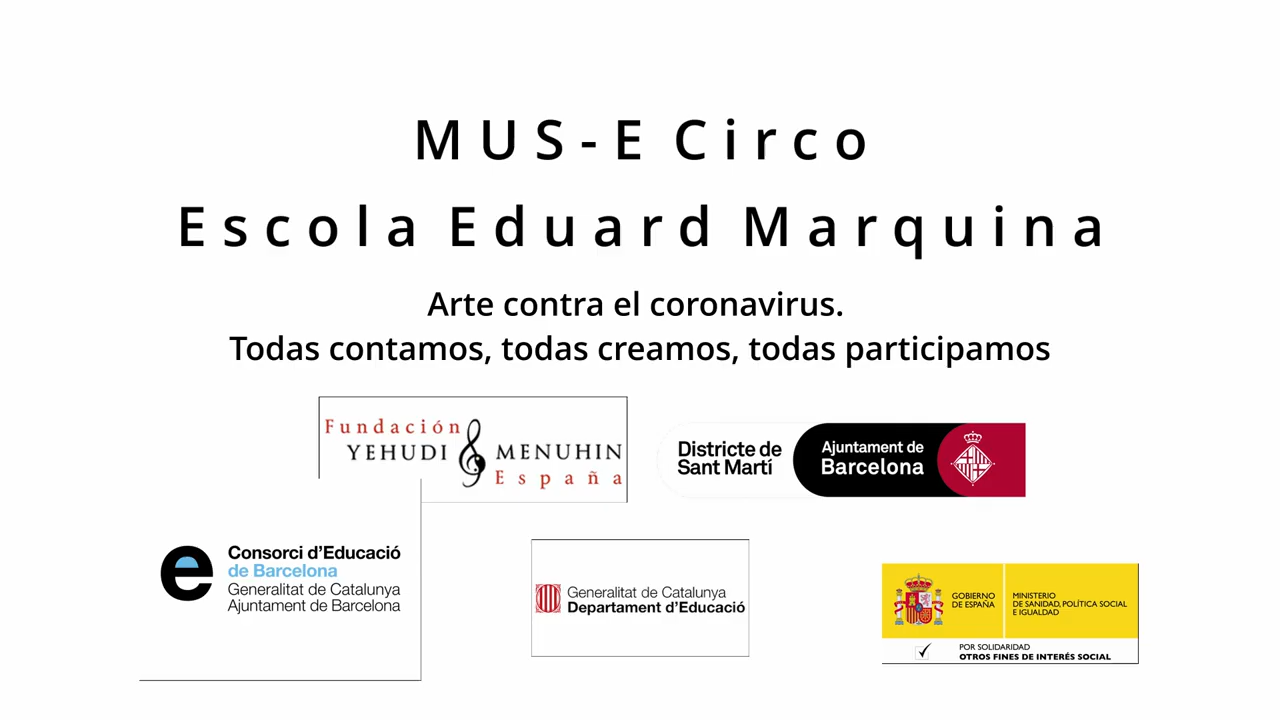 MUS-E Circo
Escola Eduard Marquina
Arte contra el coronavirus.
Todas contamos, todas creamos, todas participamos
Fundación
YEHUDI MENUHIN
España
Districte de
Sant Martí
Ajuntament de
Barcelona
e
Consorci d'Educació
de Barcelona
Generalitat de Catalunya
Ajuntament de Barcelona
Generalitat de Catalunya
Departament d'Educació
GOBIERNO
DE ESPAÑA
MINISTERIO
DE SANIDAD, POLÍTICA SOCIAL
E IGUALDAD
POR SOLIDARIDAD
OTROS FINES DE INTERÉS SOCIAL